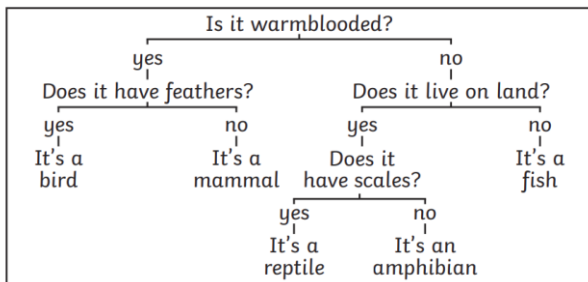 Is it warmblooded?
yes
no
Does it have feathers?
Does it live on land?
yes
no
yes
no
It's a
bird
It's a
mammal
Does it
have scales?
It's a
fish
yes
no
It's a
reptile
It's an
amphibian